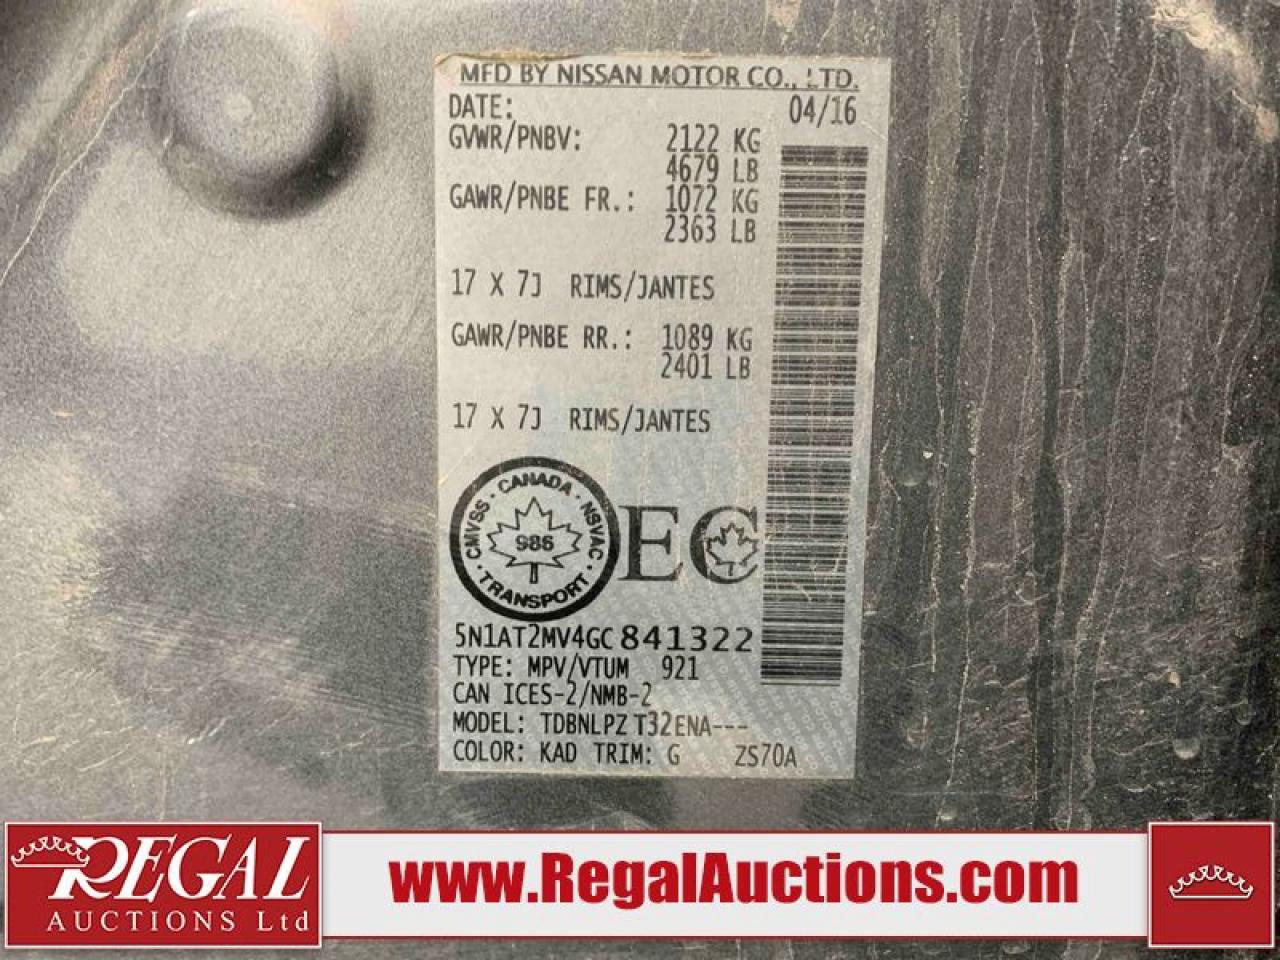 MFD BY NISSAN MOTOR CO., LTD.
DATE: 04/16
GVWR/PNBV: 2122 KG
4679 LB
GAWR/PNBE FR.: 1072 KG
2363 LB
17 X 7J RIMS/JANTES
GAWR/PNBE RR.: 1089 KG
2401 LB
17 X 7J RIMS/JANTES
CMVSS · CANADA · NSVAC · TRANSPORT ·
986
EC
5N1AT2MV4GC841322
TYPE: MPV/VTUM 921
CAN ICES-2/NMB-2
MODEL: TDBNLPZ T32ENA---
COLOR: KAD TRIM: G ZS70A
REGAL
AUCTIONS Ltd
www.RegalAuctions.com